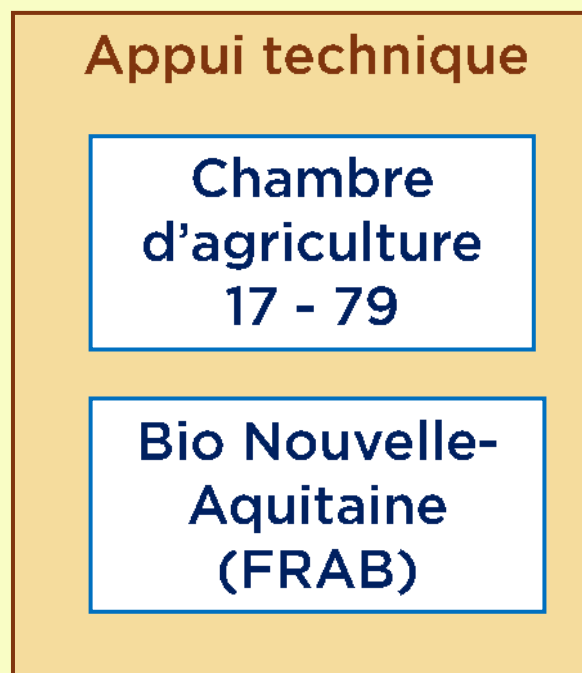 Appui technique
Chambre
d’agriculture
17 - 79
Bio Nouvelle-
Aquitaine
(FRAB)